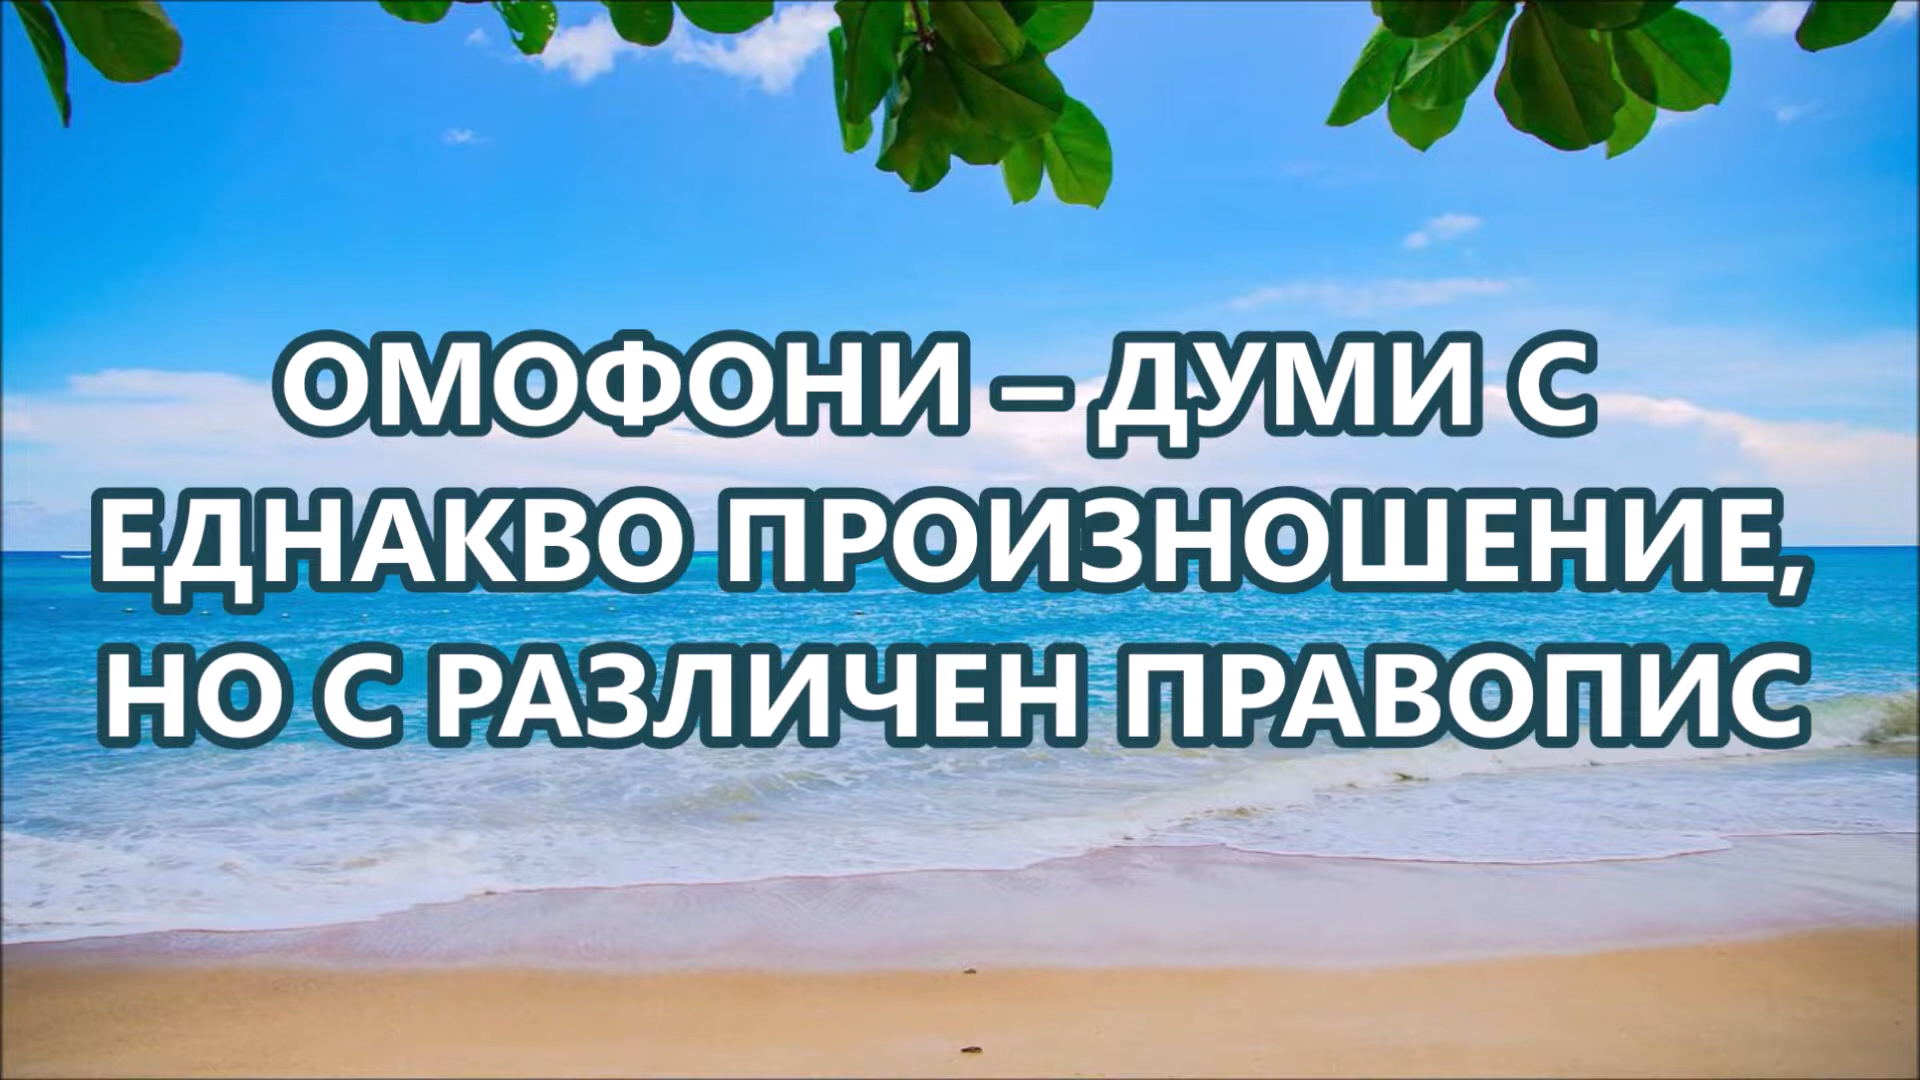 ОМОФОНИ – ДУМИ С
ЕДНАКВО ПРОИЗНОШЕНИЕ,
НО С РАЗЛИЧЕН ПРАВОПИС